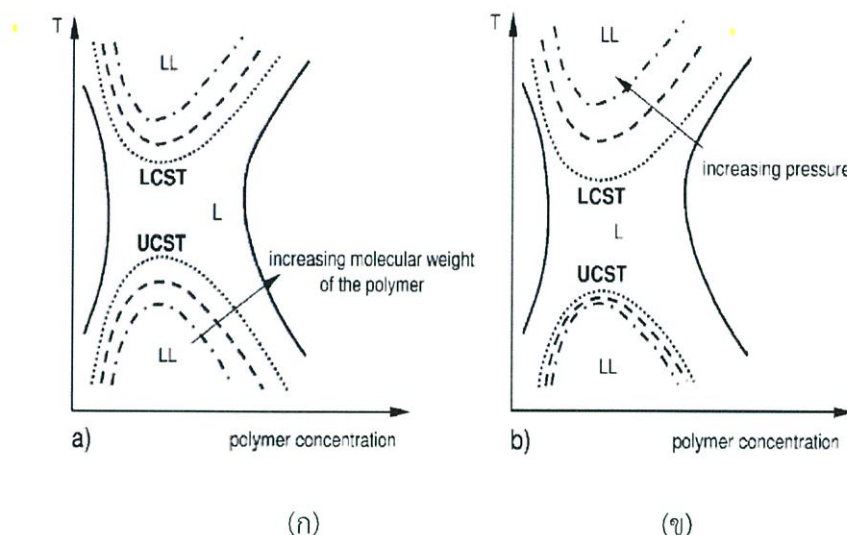 T
LL
LCST
L
UCST
increasing molecular weight
of the polymer
LL
a)
polymer concentration
T
LL
increasing pressure
LCST
L
UCST
LL
b)
polymer concentration
(ก)
(ข)